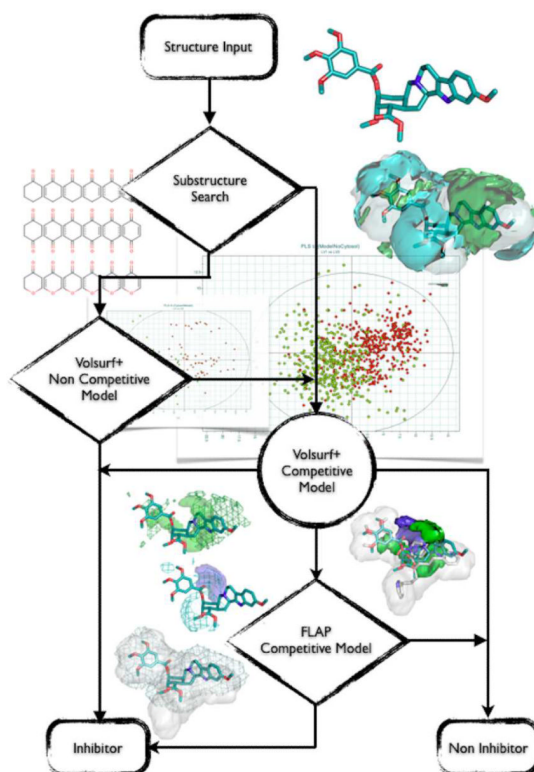 Structure Input
Substructure
Search
Volsurf+
Non Competitive
Model
Volsurf+
Competitive
Model
FLAP
Competitive Model
Inhibitor
Non Inhibitor